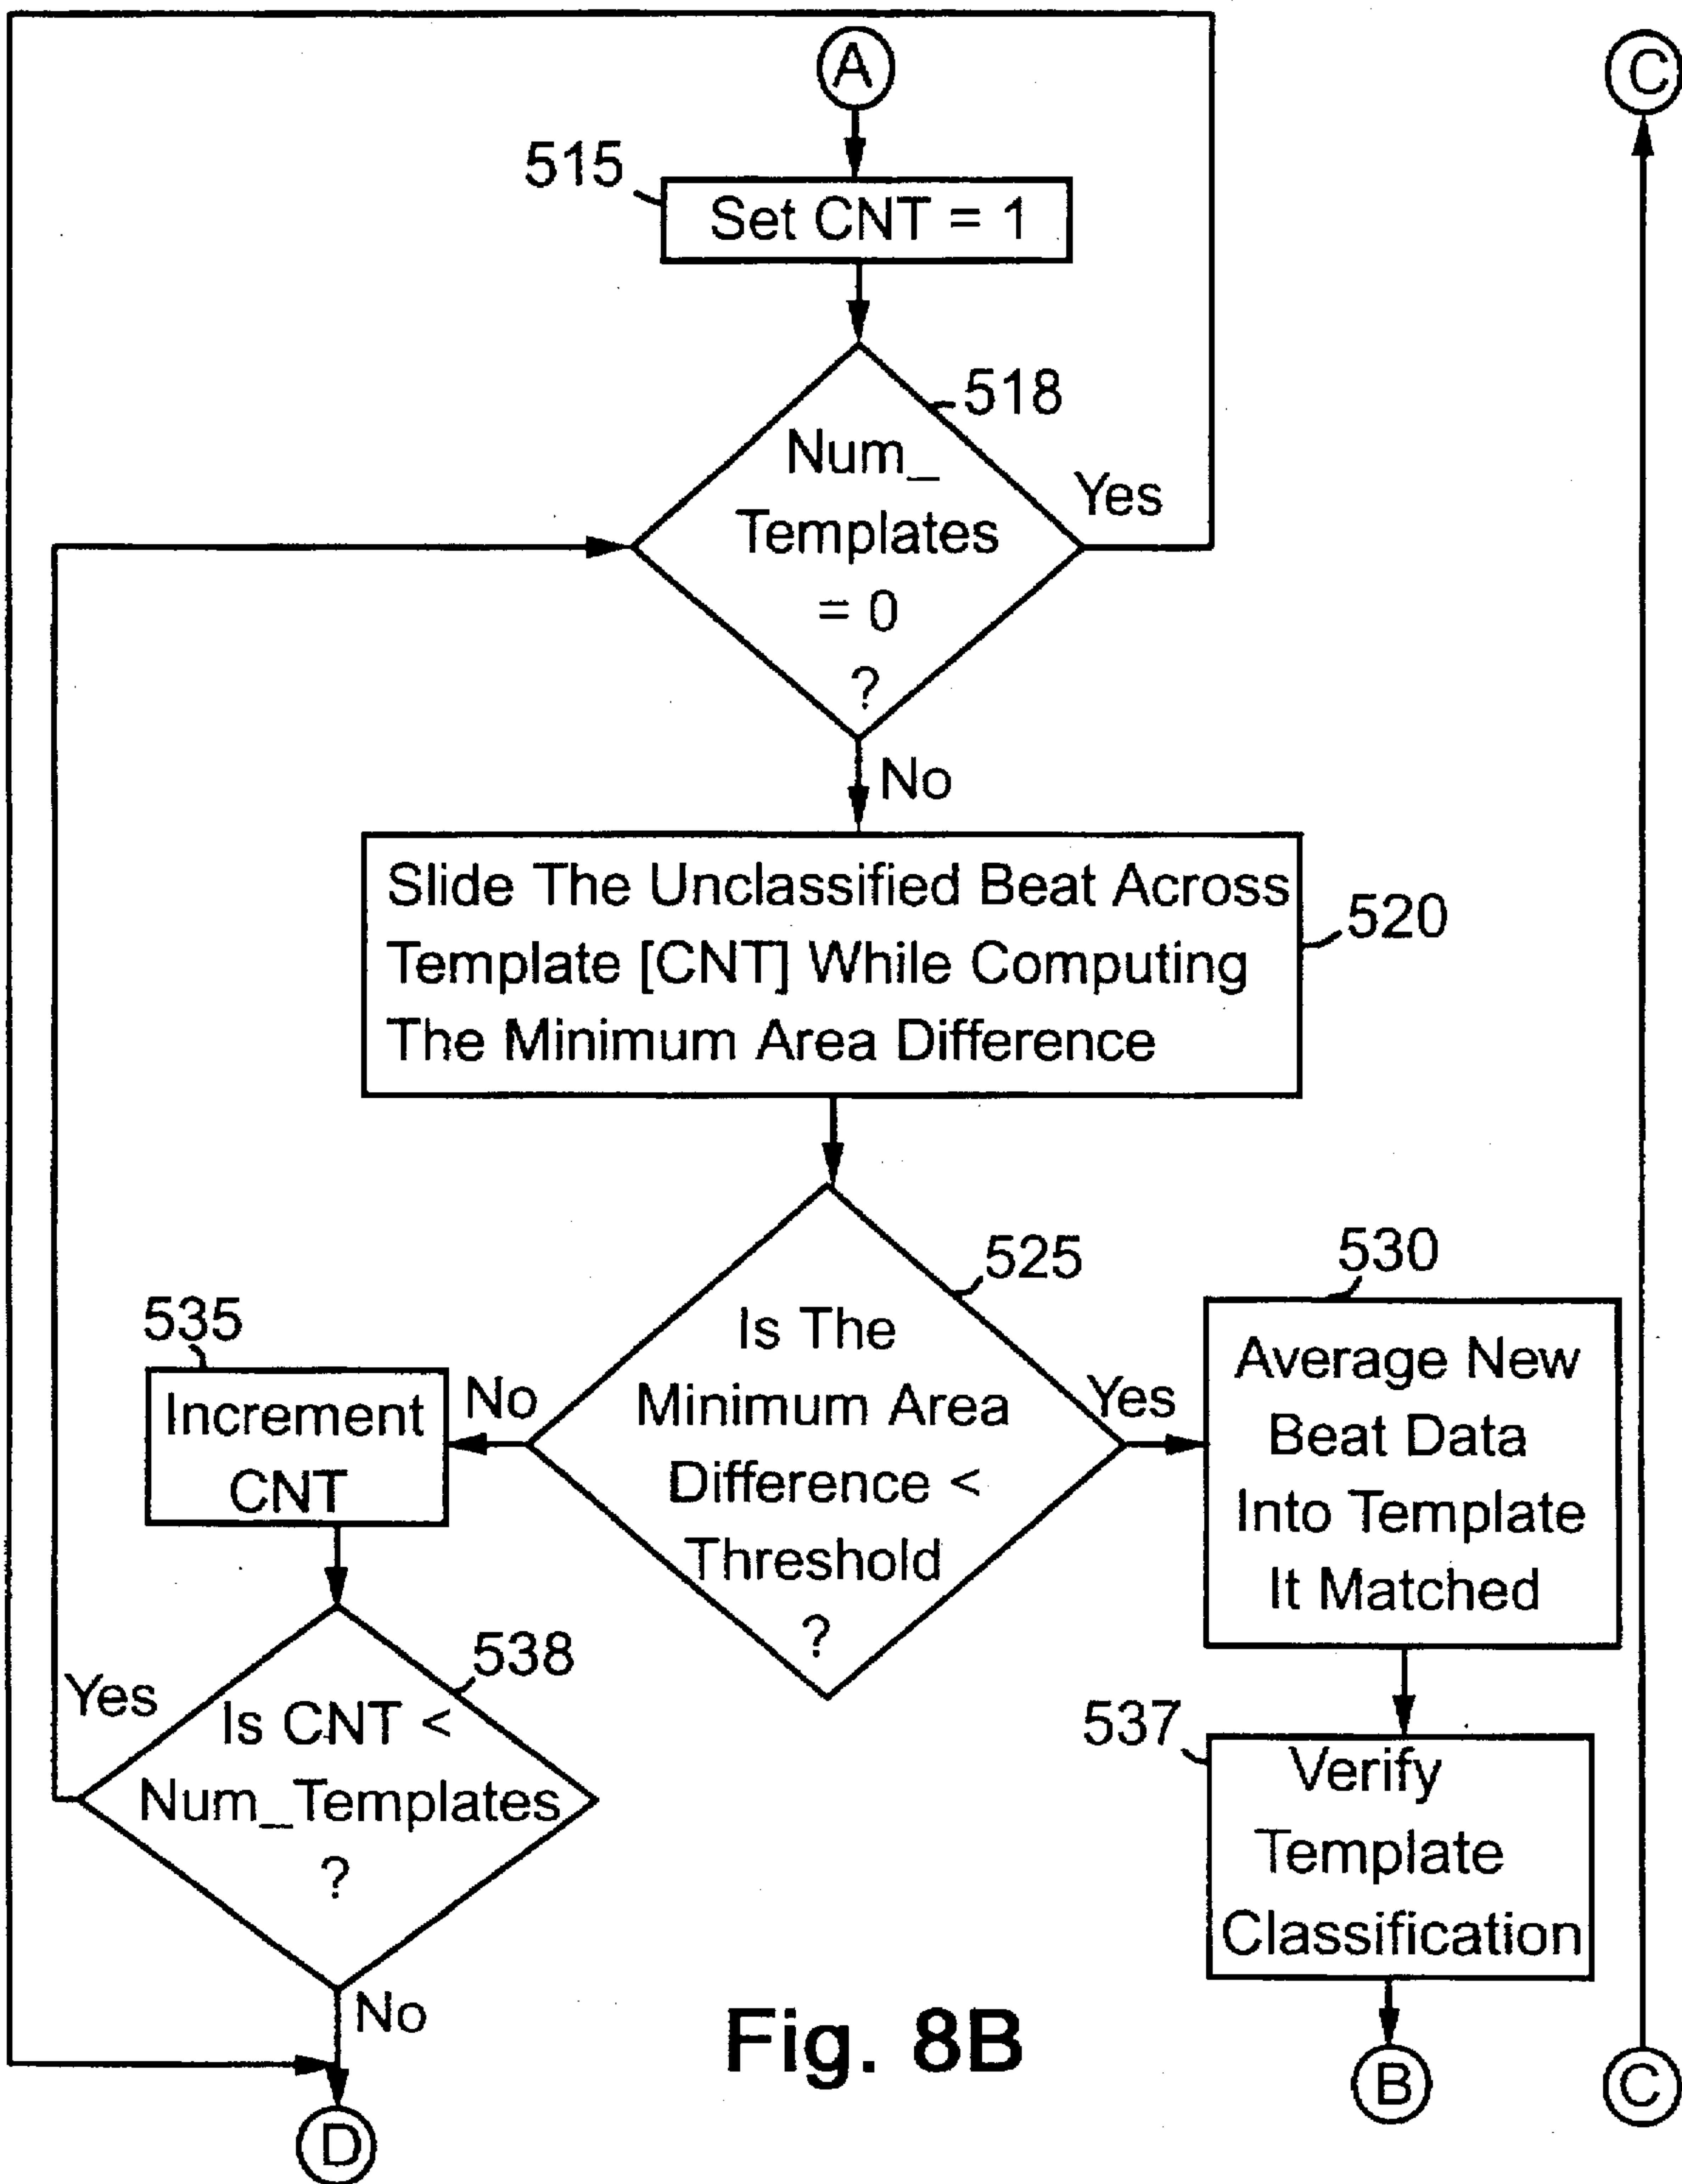 A
C
515
Set CNT = 1
518
Num_
Templates
= 0
?
Yes
No
Slide The Unclassified Beat Across
Template [CNT] While Computing
The Minimum Area Difference
520
525
Is The
Minimum Area
Difference <
Threshold
?
No
Yes
535
Increment
CNT
530
Average New
Beat Data
Into Template
It Matched
538
Is CNT <
Num_Templates
?
Yes
No
537
Verify
Template
Classification
Fig. 8B
B
C
D